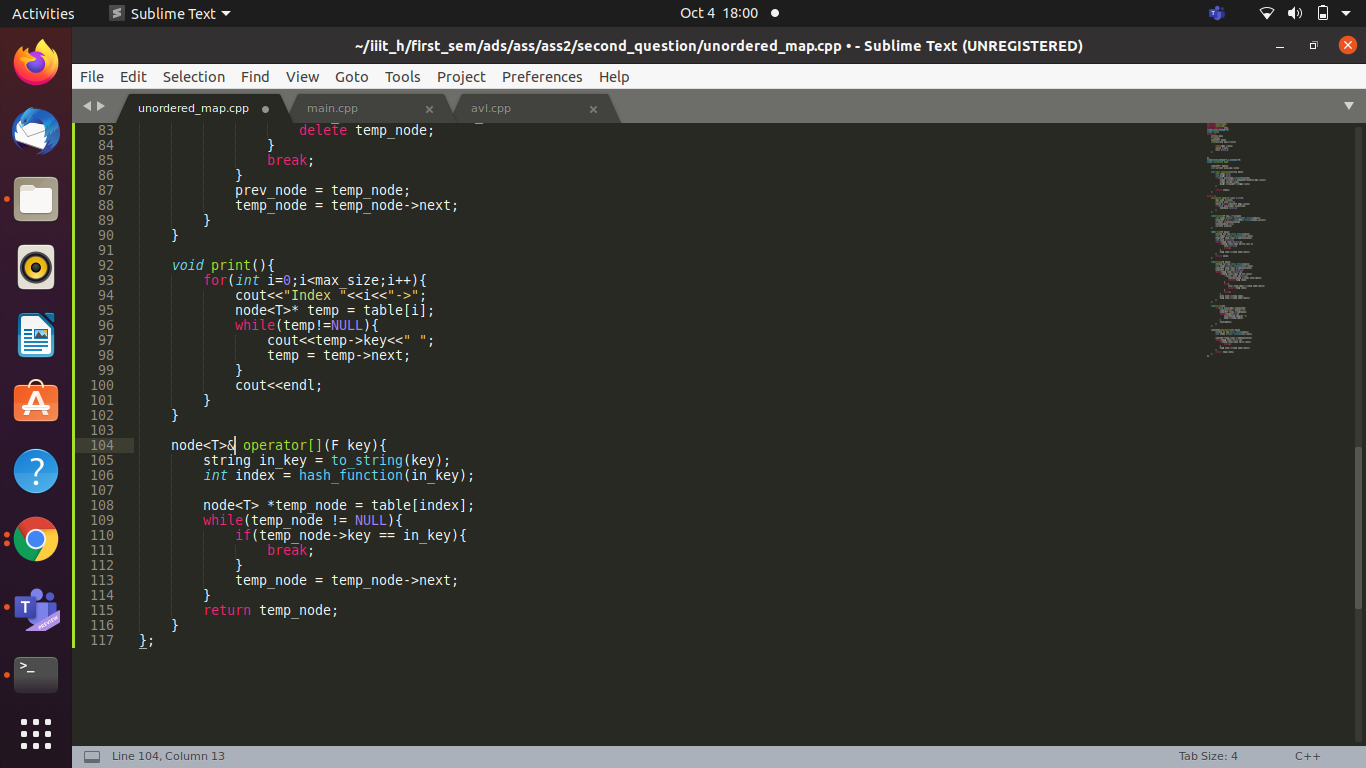 Activities Sublime Text Oct 4 18:00
~/iiit_h/first_sem/ads/ass/ass2/second_question/unordered_map.cpp • - Sublime Text (UNREGISTERED)
File Edit Selection Find View Goto Tools Project Preferences Help
unordered_map.cpp main.cpp avl.cpp
83 delete temp_node;
84 }
85 break;
86 }
87 prev_node = temp_node;
88 temp_node = temp_node->next;
89 }
90 }
91
92 void print(){
93 for(int i=0;i<max_size;i++){
94 cout<<"Index "<<i<<"->";
95 node<T>* temp = table[i];
96 while(temp!=NULL){
97 cout<<temp->key<<" ";
98 temp = temp->next;
99 }
100 cout<<endl;
101 }
102 }
103
104 node<T>& operator[](F key){
105 string in_key = to_string(key);
106 int index = hash_function(in_key);
107
108 node<T> *temp_node = table[index];
109 while(temp_node != NULL){
110 if(temp_node->key == in_key){
111 break;
112 }
113 temp_node = temp_node->next;
114 }
115 return temp_node;
116 }
117 };
T
PREVIEW
>_
Line 104, Column 13 Tab Size: 4 C++